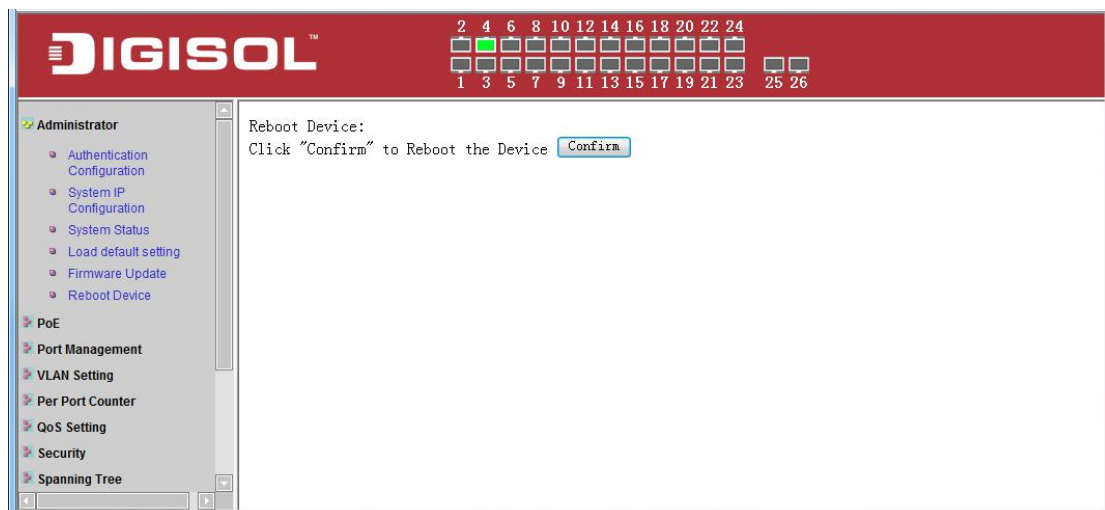 DIGISOL™
2 4 6 8 10 12 14 16 18 20 22 24
1 3 5 7 9 11 13 15 17 19 21 23 25 26
Administrator
Authentication
Configuration
System IP
Configuration
System Status
Load default setting
Firmware Update
Reboot Device
PoE
Port Management
VLAN Setting
Per Port Counter
QoS Setting
Security
Spanning Tree
Reboot Device:
Click "Confirm" to Reboot the Device Confirm